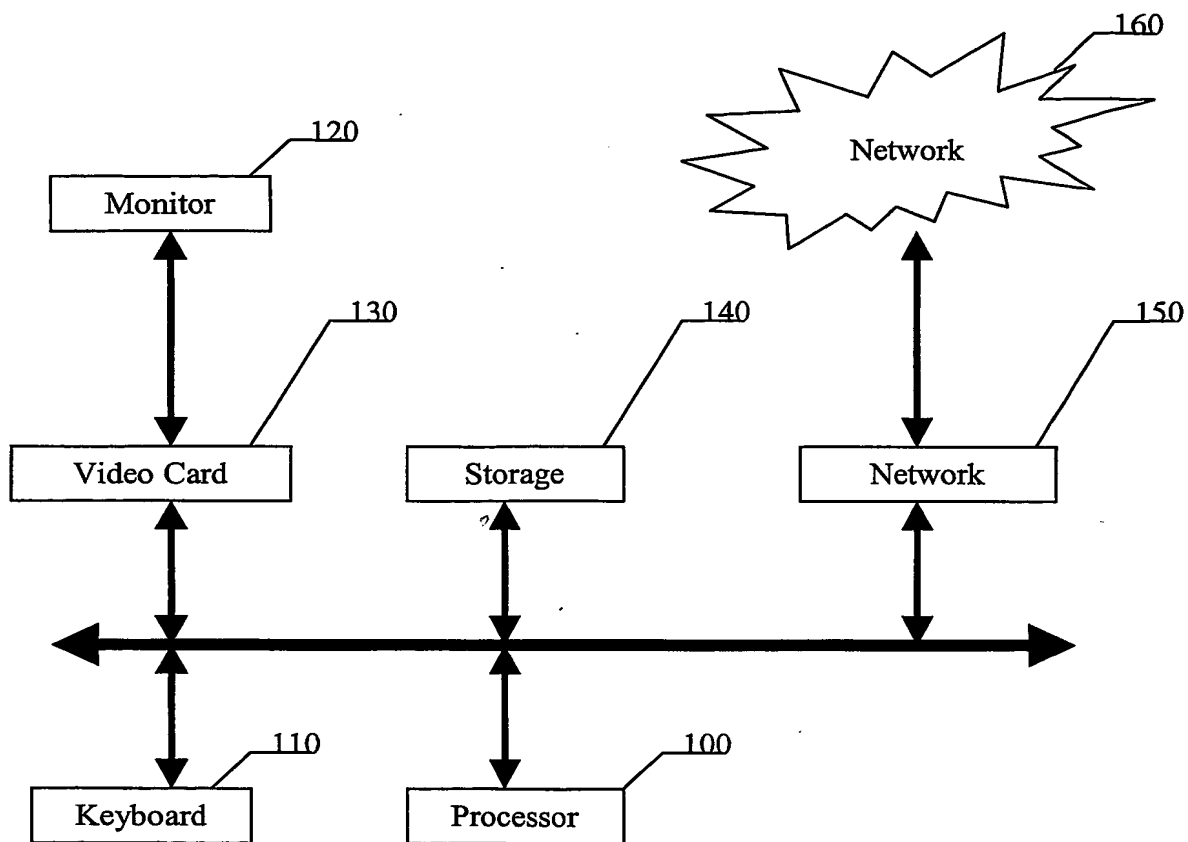 160
Network
120
Monitor
130
140
150
Video Card
Storage
Network
110
100
Keyboard
Processor